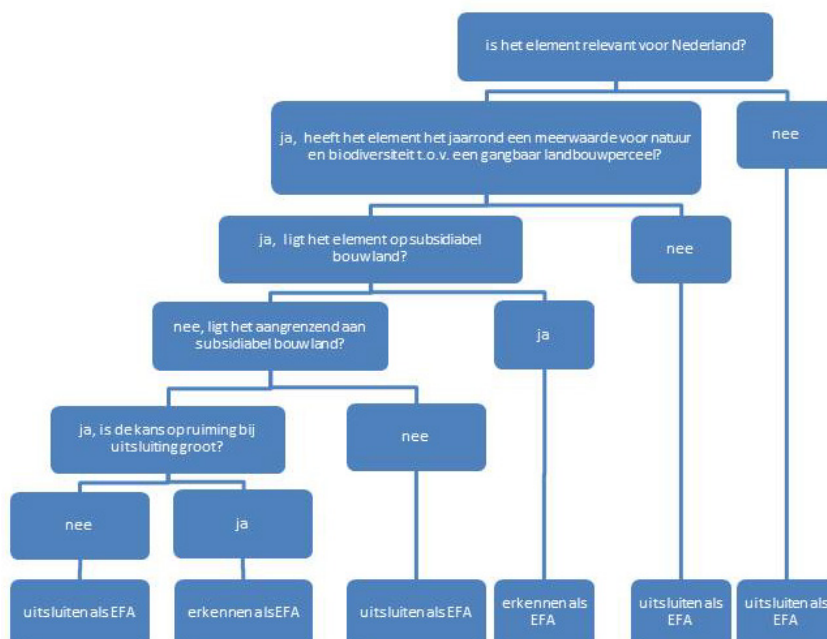 is het element relevant voor Nederland?
ja, heeft het element het jaarrond een meerwaarde voor natuur
en biodiversiteit t.o.v. een gangbaar landbouwperceel?
nee
ja, ligt het element op subsidiabel
bouwland?
nee
nee, ligt het aangrenzend aan
subsidiabel bouwland?
ja
ja, is de kans opruiming bij
uitsluiting groot?
nee
nee
ja
uitsluiten als EFA
erkennen als EFA
uitsluiten als EFA
erkennen als
EFA
uitsluiten als
EFA
uitsluiten als
EFA